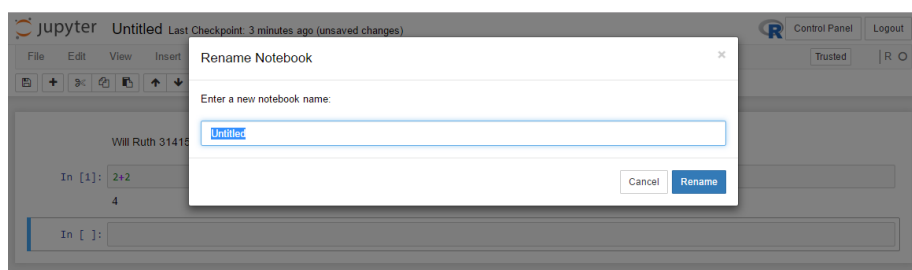 jupyter Untitled Last Checkpoint: 3 minutes ago (unsaved changes)
R Control Panel Logout
File Edit View Insert
Trusted R
Rename Notebook ×
Enter a new notebook name:
Untitled
Will Ruth 31415
In [1]: 2+2
4
Cancel Rename
In [ ]: